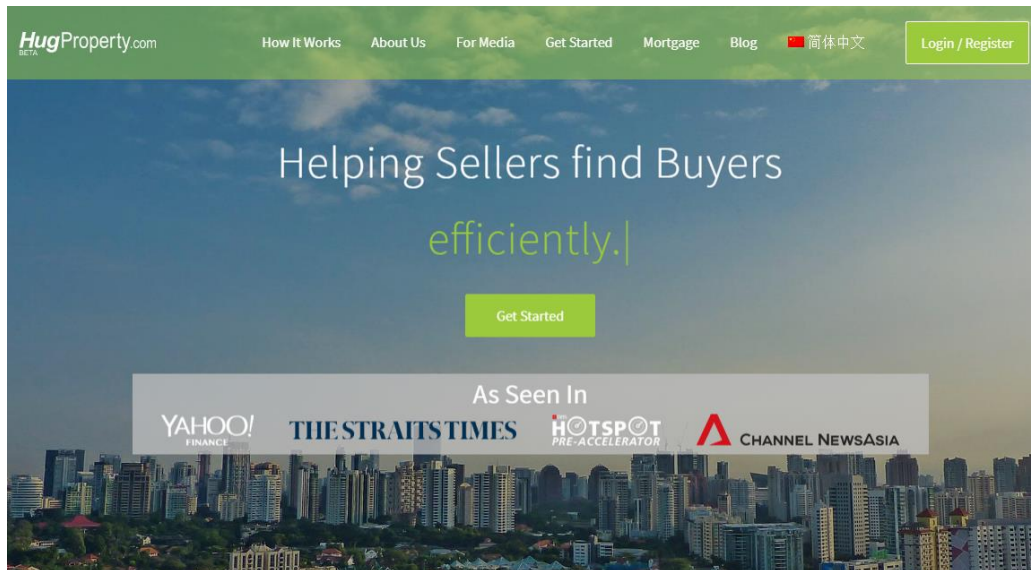 HugProperty.com
BETA
How It Works
About Us
For Media
Get Started
Mortgage
Blog
简体中文
Login / Register
Helping Sellers find Buyers
efficiently.
Get Started
As Seen In
YAHOO!
FINANCE
THE STRAITS TIMES
HOTSPOT
PRE-ACCELERATOR
CHANNEL NEWSASIA